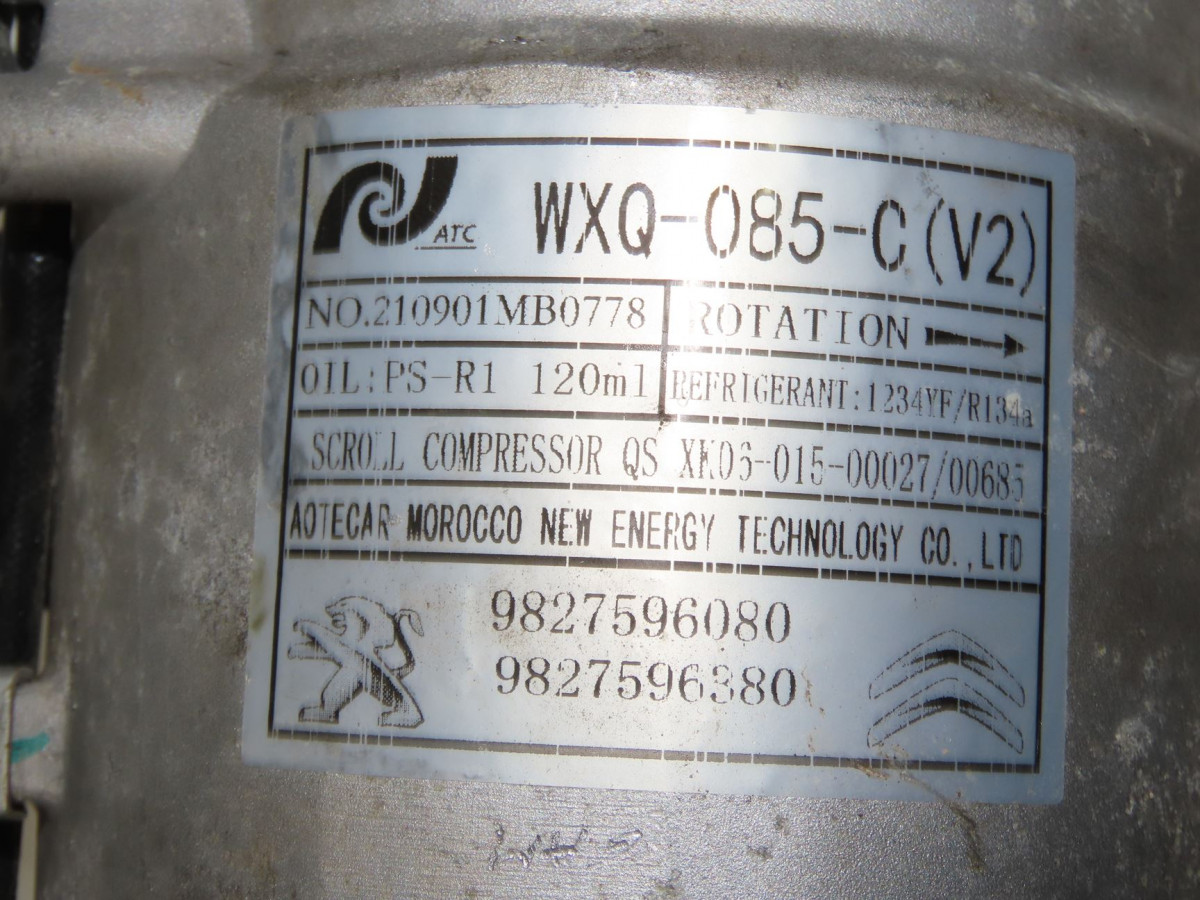 ATC
WXQ-085-C(V2)
NO.210901MB0778
ROTATION
OIL:PS-R1 120ml
REFRIGERANT:1234YF/R134a
SCROLL COMPRESSOR QS XK06-015-00027/00685
AOTECAR MOROCCO NEW ENERGY TECHNOLOGY CO.,LTD
9827596080
9827596380